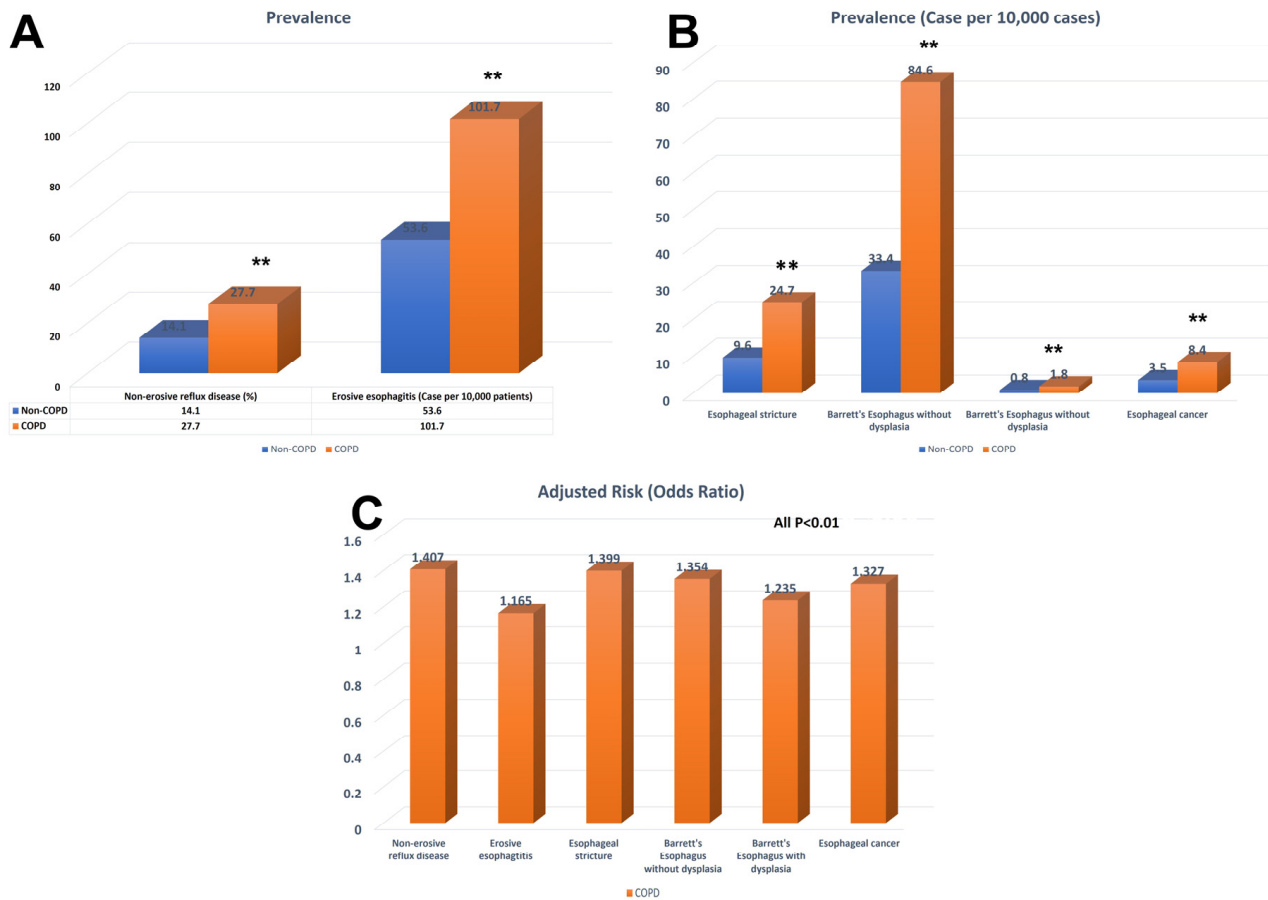 A
Prevalence
120
100
80
60
40
20
0
**
**
14.1
27.7
53.6
101.7
Non-erosive reflux disease (%) Erosive esophagitis (Case per 10,000 patients)
Non-COPD 14.1 53.6
COPD 27.7 101.7
Non-COPD COPD
B
Prevalence (Case per 10,000 cases)
90
80
70
60
50
40
30
20
10
0
**
**
**
**
9.6
24.7
33.4
84.6
0.8
1.8
3.5
8.4
Esophageal stricture
Barrett's Esophagus without
dysplasia
Barrett's Esophagus without
dysplasia
Esophageal cancer
Non-COPD COPD
C
Adjusted Risk (Odds Ratio)
All P<0.01
1.6
1.4
1.2
1
0.8
0.6
0.4
0.2
0
1,407
1,165
1,399
1,354
1,235
1,327
Non-erosive
reflux disease
Erosive
esophagtitis
Esophageal
stricture
Barrett's
Esophagus
without dysplasia
Barrett's
Esophagus with
dysplasia
Esophageal cancer
COPD